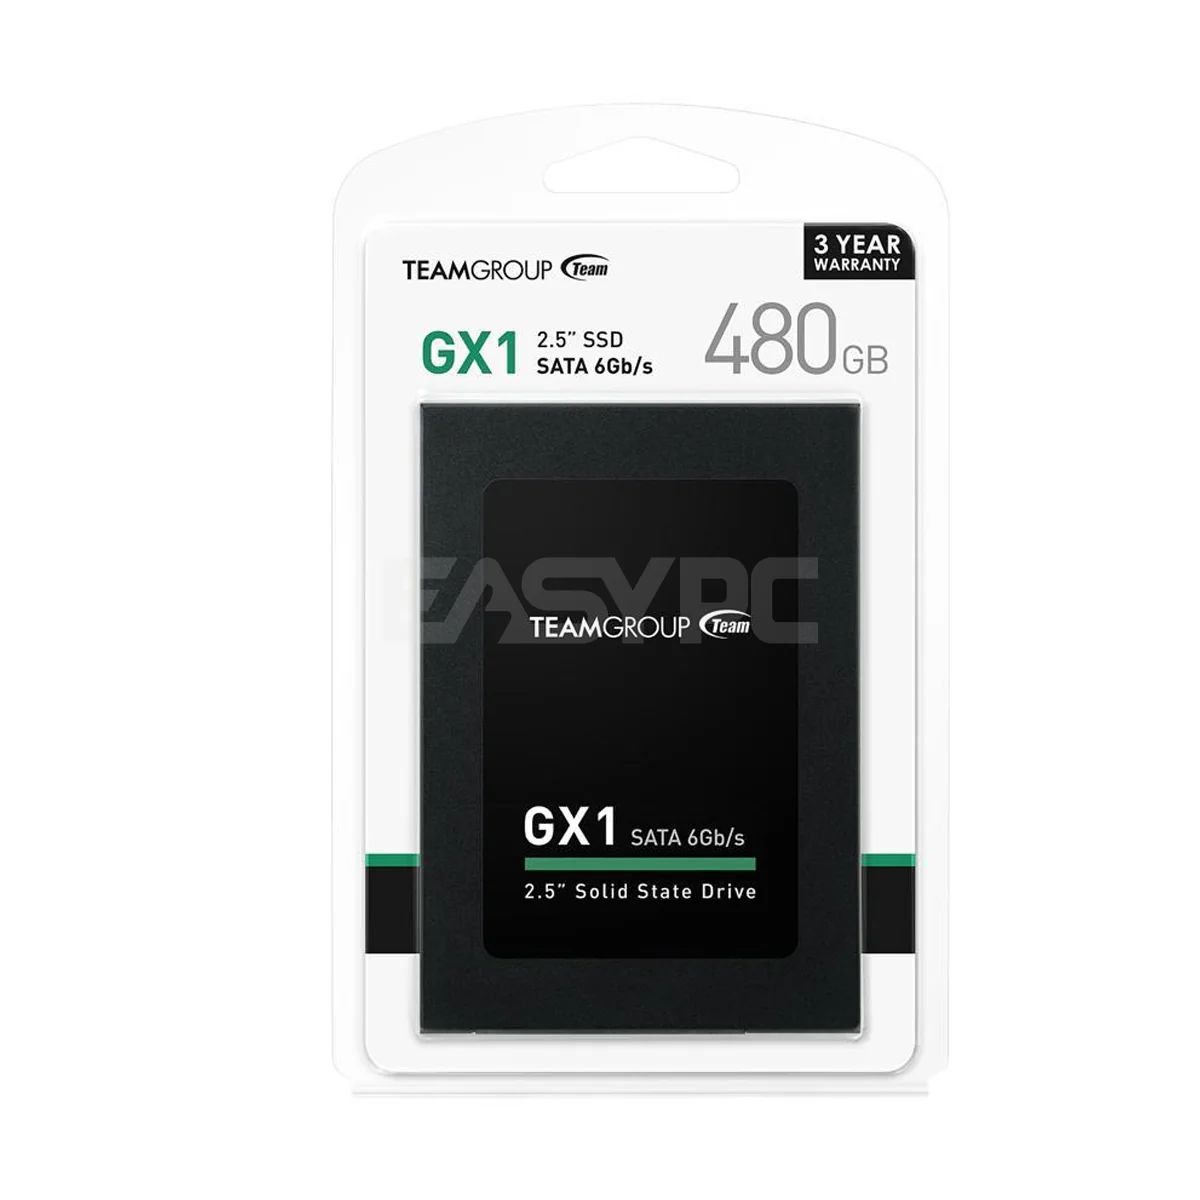 3 YEAR
WARRANTY
TEAMGROUP Team
GX1 2.5” SSD
SATA 6Gb/s
480GB
EASYPC
TEAMGROUP Team
GX1 SATA 6Gb/s
2.5” Solid State Drive